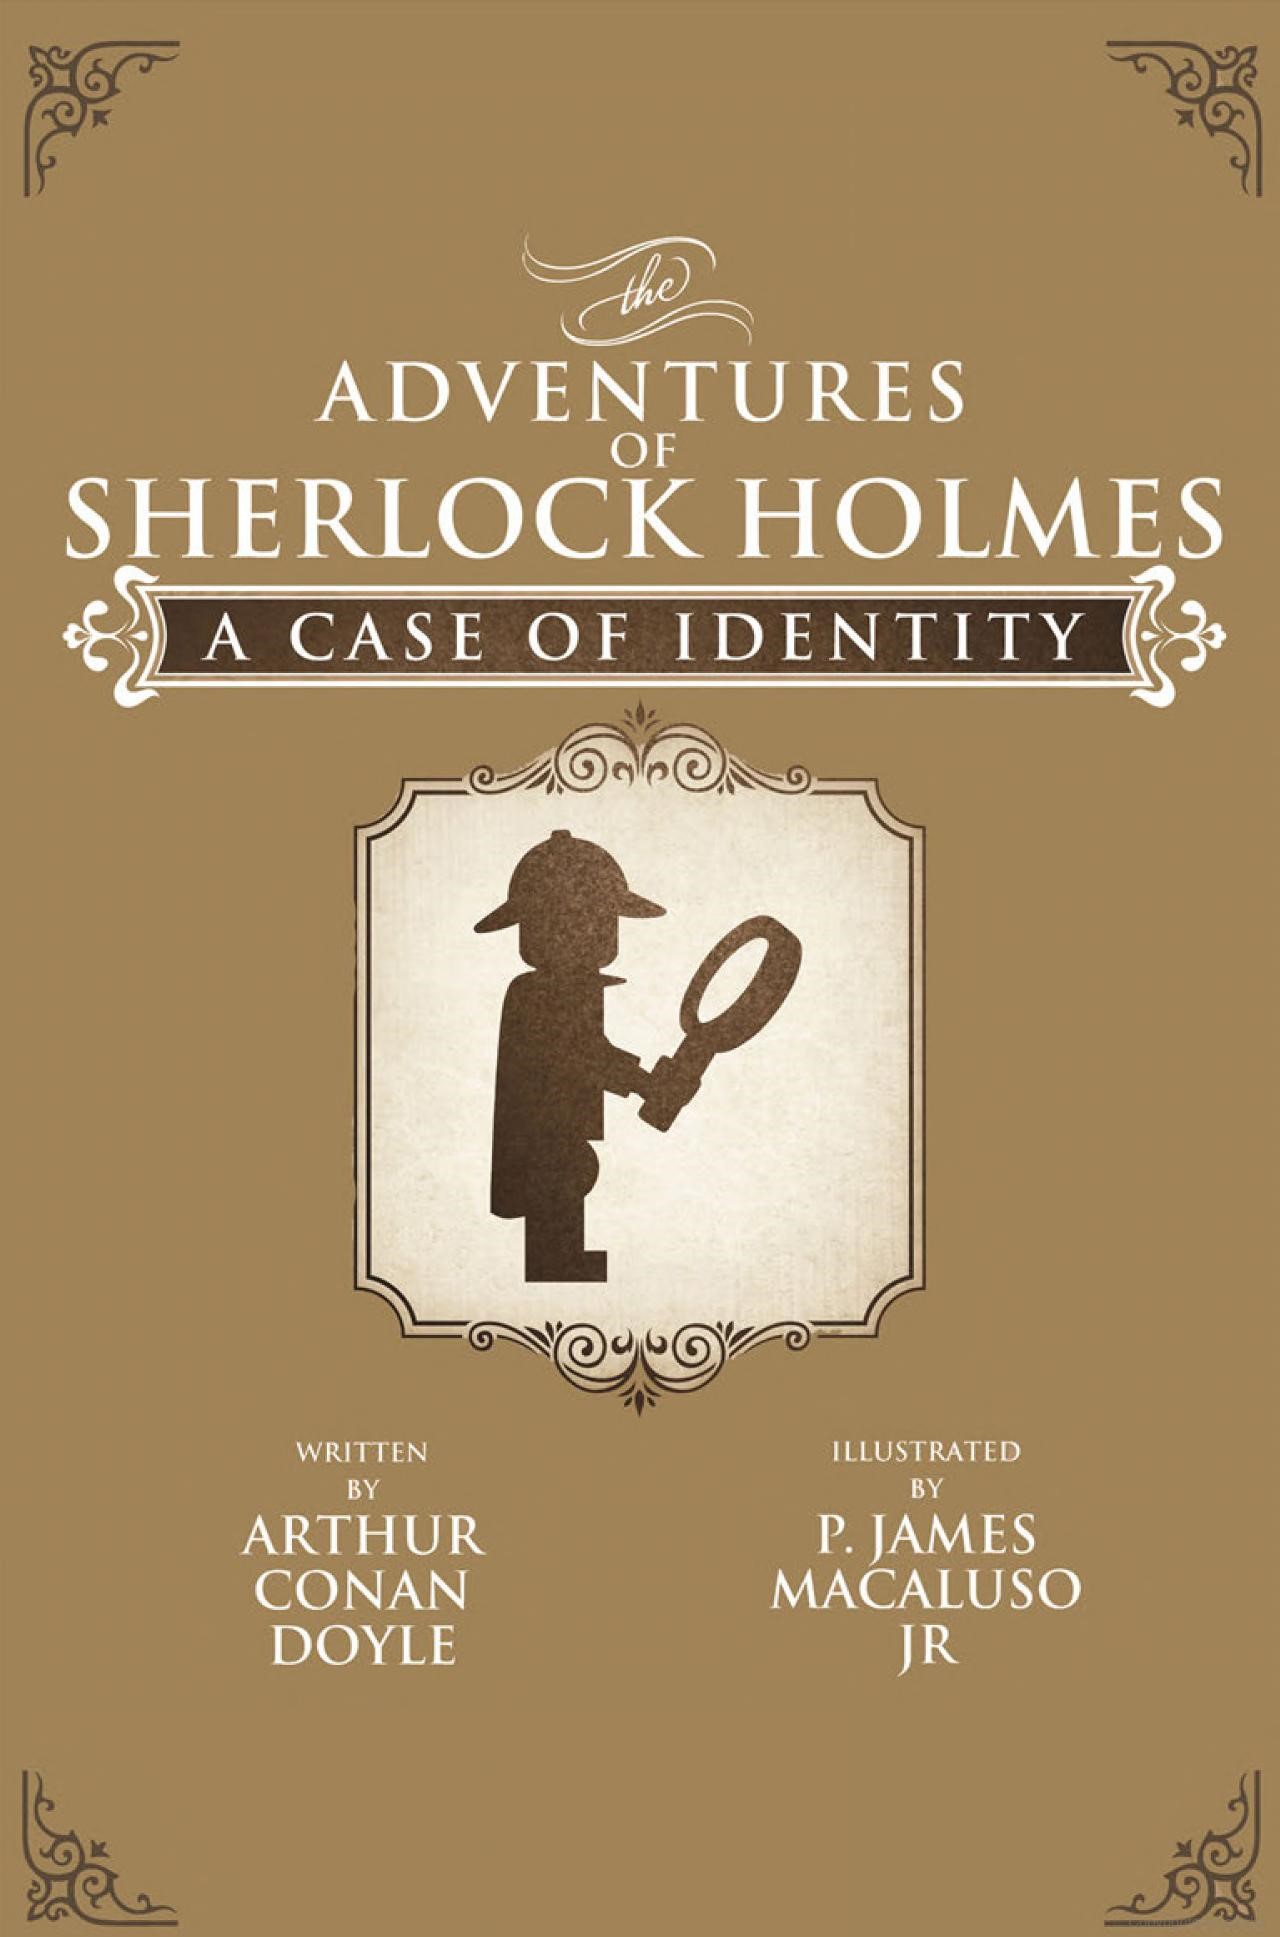 the
ADVENTURES
OF
SHERLOCK HOLMES
A CASE OF IDENTITY
WRITTEN
BY
ARTHUR
CONAN
DOYLE
ILLUSTRATED
BY
P. JAMES
MACALUSO
JR